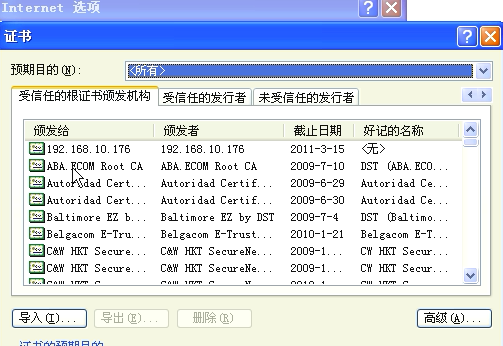 Internet 选项
证书
预期目的(N): <所有>
受信任的根证书颁发机构 受信任的发行者 未受信任的发行者
颁发给 颁发者 截止日期 好记的名称
192.168.10.176 192.168.10.176 2011-3-15 <无>
ABA.ECOM Root CA ABA.ECOM Root CA 2009-7-10 DST (ABA.ECO...
Autoridad Cert... Autoridad Certif... 2009-6-29 Autoridad Ce...
Autoridad Cert... Autoridad Certif... 2009-6-30 Autoridad Ce...
Baltimore EZ b... Baltimore EZ by DST 2009-7-4 DST (Baltimo...
Belgacom E-Tru... Belgacom E-Trust... 2010-1-21 Belgacom E-T...
C&W HKT Secure... C&W HKT SecureNe... 2009-1... CW HKT Secur...
C&W HKT Secure... C&W HKT SecureNe... 2009-1... CW HKT Secur...
导入(I)... 导出(E)... 删除(R) 高级(A)...
证书的预期目的